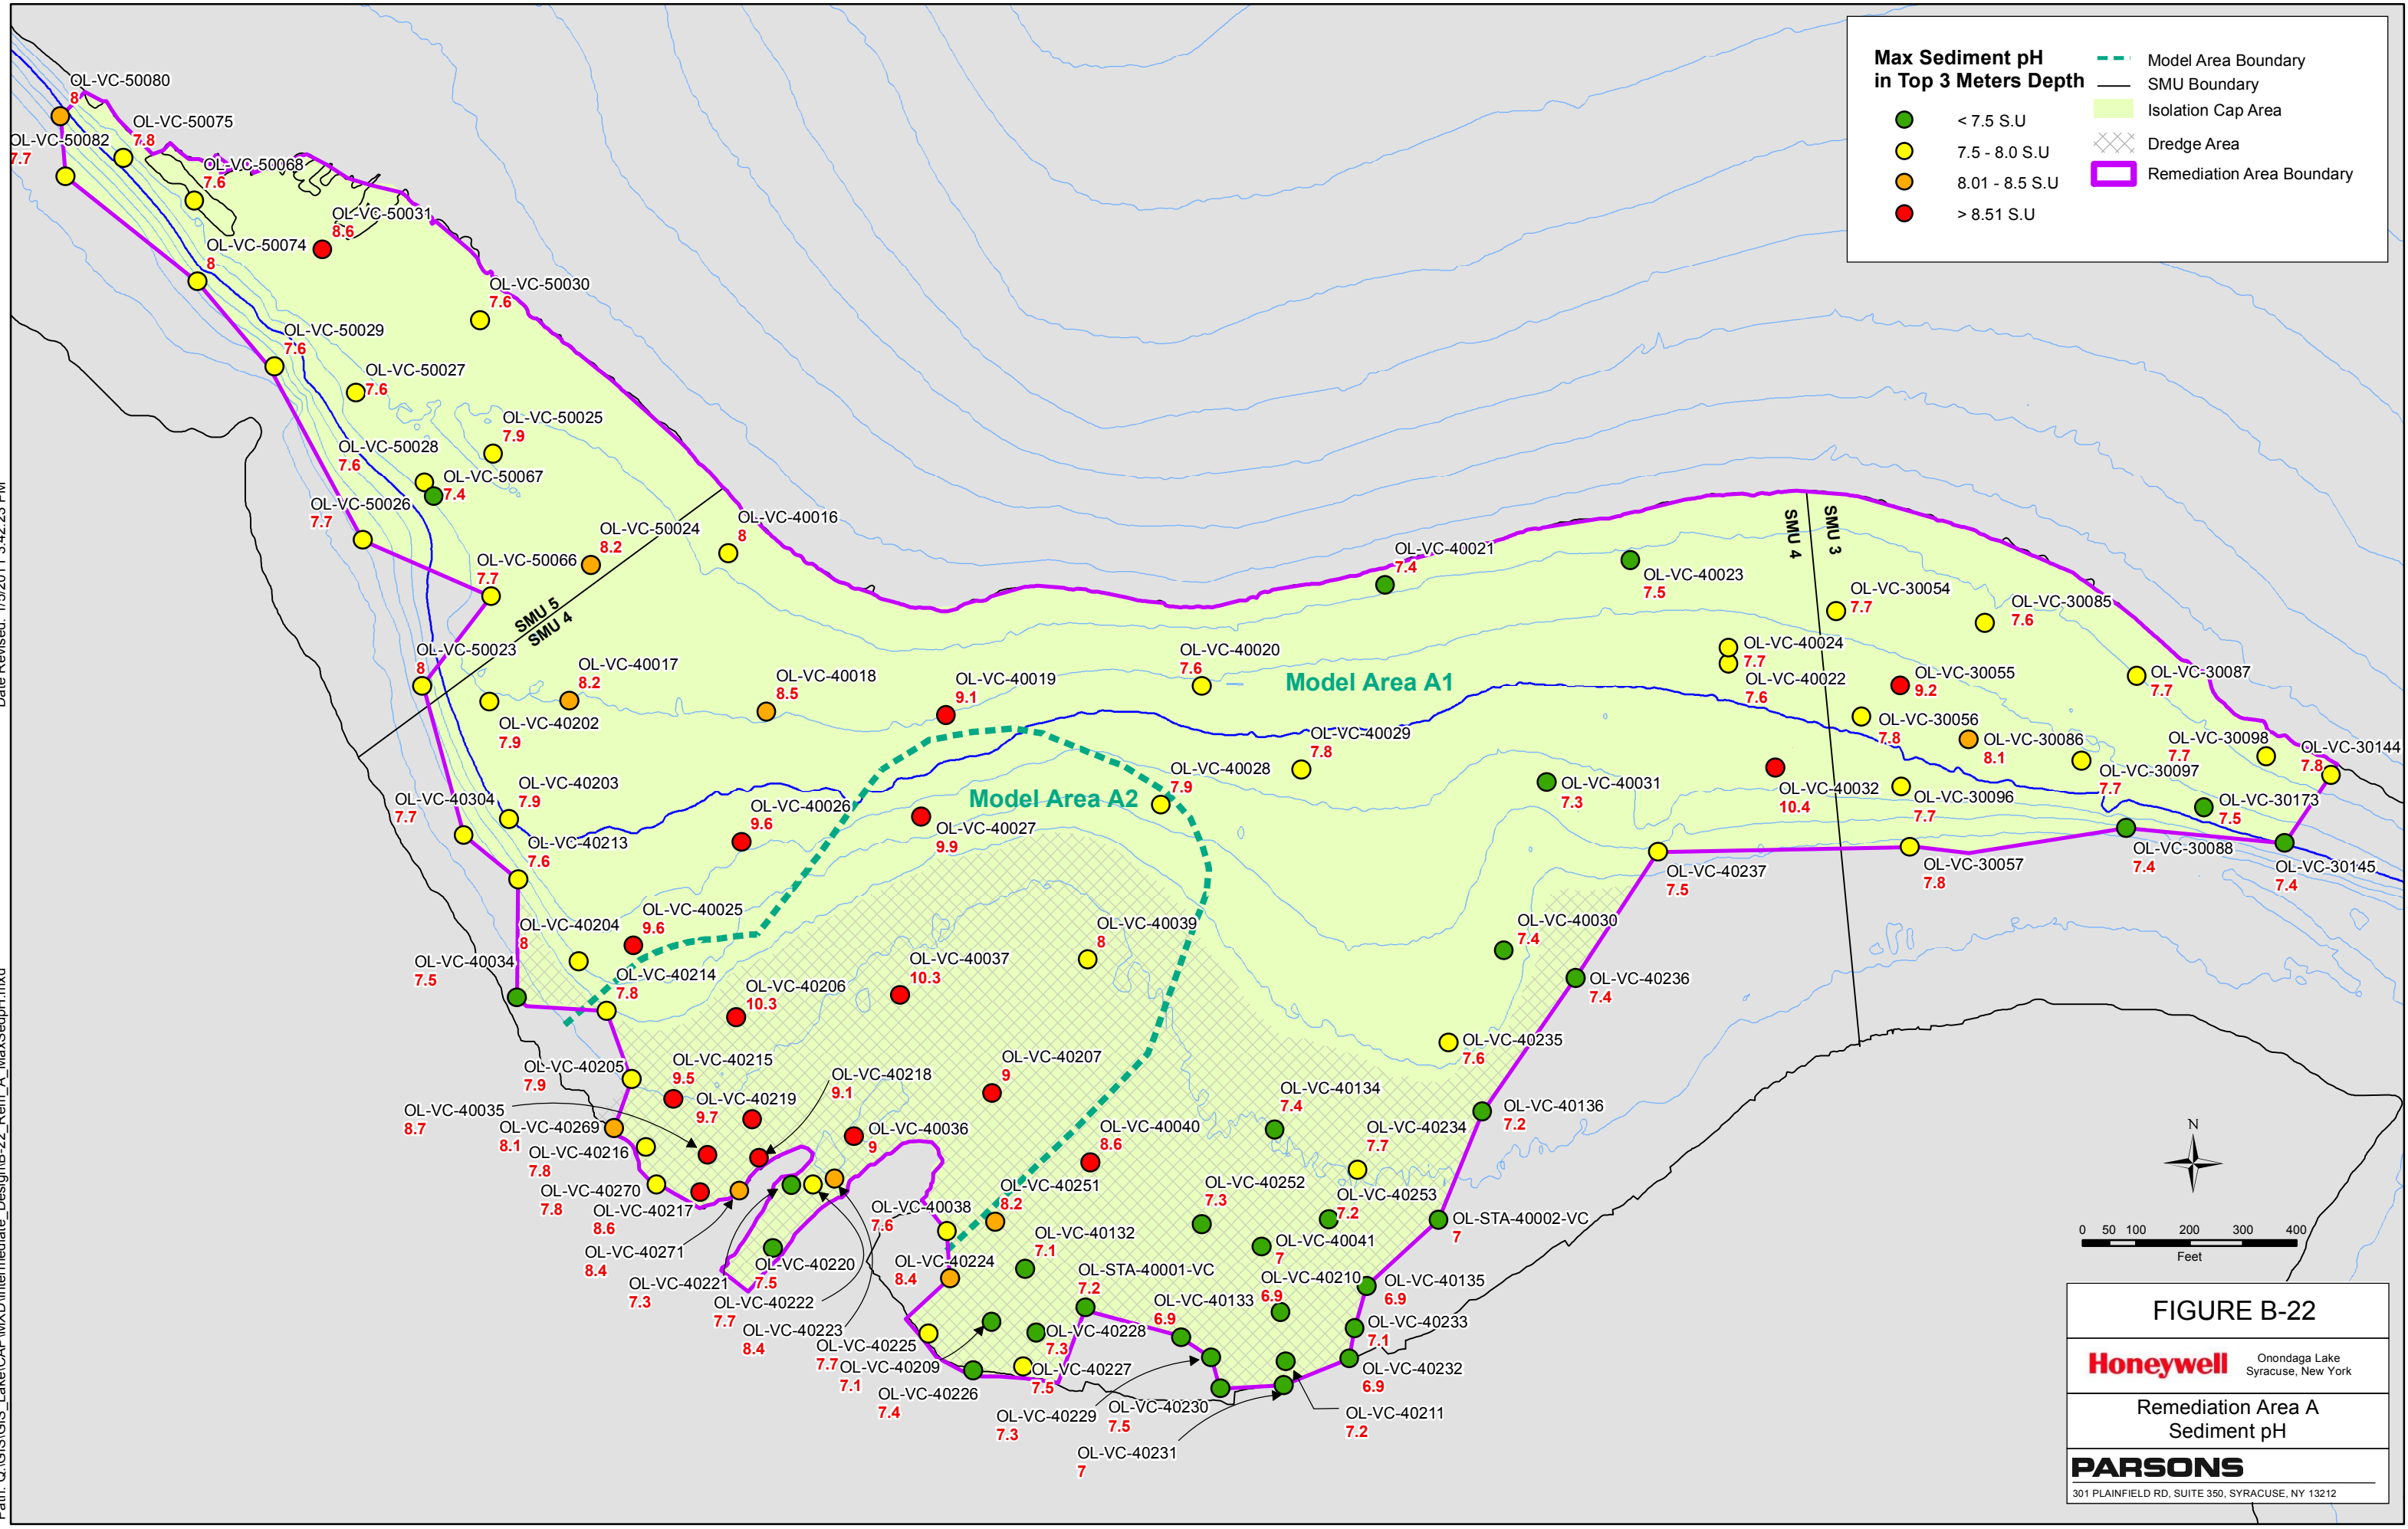 Max Sediment pH
in Top 3 Meters Depth
< 7.5 S.U
7.5 - 8.0 S.U
8.01 - 8.5 S.U
> 8.51 S.U
Model Area Boundary
SMU Boundary
Isolation Cap Area
Dredge Area
Remediation Area Boundary
OL-VC-50080
8
OL-VC-50075
7.8
OL-VC-50082
7.7
OL-VC-50068
7.6
OL-VC-50031
8.6
OL-VC-50074
8
OL-VC-50030
7.6
OL-VC-50029
7.6
OL-VC-50027
7.6
OL-VC-50025
7.9
OL-VC-50028
7.6
OL-VC-50067
7.4
OL-VC-50026
7.7
OL-VC-50024
8.2
OL-VC-40016
8
OL-VC-50066
7.7
SMU 5
SMU 4
OL-VC-50023
8
OL-VC-40017
8.2
OL-VC-40202
7.9
OL-VC-40018
8.5
OL-VC-40019
9.1
OL-VC-40020
7.6
Model Area A1
OL-VC-40021
7.4
OL-VC-40023
7.5
SMU 4
SMU 3
OL-VC-30054
7.7
OL-VC-30085
7.6
OL-VC-40024
7.7
OL-VC-40022
7.6
OL-VC-30055
9.2
OL-VC-30087
7.7
OL-VC-30056
7.8
OL-VC-30086
8.1
OL-VC-30098
7.7
OL-VC-30144
7.8
OL-VC-30097
7.7
OL-VC-40029
7.8
OL-VC-40028
7.9
OL-VC-40031
7.3
OL-VC-40032
10.4
OL-VC-30096
7.7
OL-VC-30173
7.5
OL-VC-40203
7.9
OL-VC-40304
7.7
Model Area A2
OL-VC-40026
9.6
OL-VC-40027
9.9
OL-VC-40213
7.6
OL-VC-40237
7.5
OL-VC-30057
7.8
OL-VC-30088
7.4
OL-VC-30145
7.4
OL-VC-40025
9.6
OL-VC-40204
8
OL-VC-40039
8
OL-VC-40030
7.4
OL-VC-40034
7.5
OL-VC-40214
7.8
OL-VC-40037
10.3
OL-VC-40206
10.3
OL-VC-40236
7.4
OL-VC-40235
7.6
OL-VC-40205
7.9
OL-VC-40215
9.5
OL-VC-40207
9
OL-VC-40218
9.1
OL-VC-40219
9.7
OL-VC-40134
7.4
OL-VC-40136
7.2
OL-VC-40035
8.7
OL-VC-40269
8.1
OL-VC-40036
9
OL-VC-40040
8.6
OL-VC-40234
7.7
OL-VC-40216
7.8
OL-VC-40270
7.8
OL-VC-40217
8.6
OL-VC-40038
7.6
OL-VC-40251
8.2
OL-VC-40252
7.3
OL-VC-40253
7.2
OL-STA-40002-VC
7
OL-VC-40271
8.4
OL-VC-40132
7.1
OL-VC-40041
7
OL-VC-40221
7.3
OL-VC-40220
7.5
OL-VC-40224
8.4
OL-STA-40001-VC
7.2
OL-VC-40210
6.9
OL-VC-40135
6.9
OL-VC-40222
7.7
OL-VC-40133
6.9
OL-VC-40223
8.4
OL-VC-40225
7.7
OL-VC-40228
7.3
OL-VC-40233
7.1
OL-VC-40209
7.1
OL-VC-40227
7.5
OL-VC-40232
6.9
OL-VC-40226
7.4
OL-VC-40229
7.3
OL-VC-40230
7.5
OL-VC-40211
7.2
OL-VC-40231
7
N
0 50 100 200 300 400
Feet
FIGURE B-22
Honeywell
Onondaga Lake
Syracuse, New York
Remediation Area A
Sediment pH
PARSONS
301 PLAINFIELD RD, SUITE 350, SYRACUSE, NY 13212